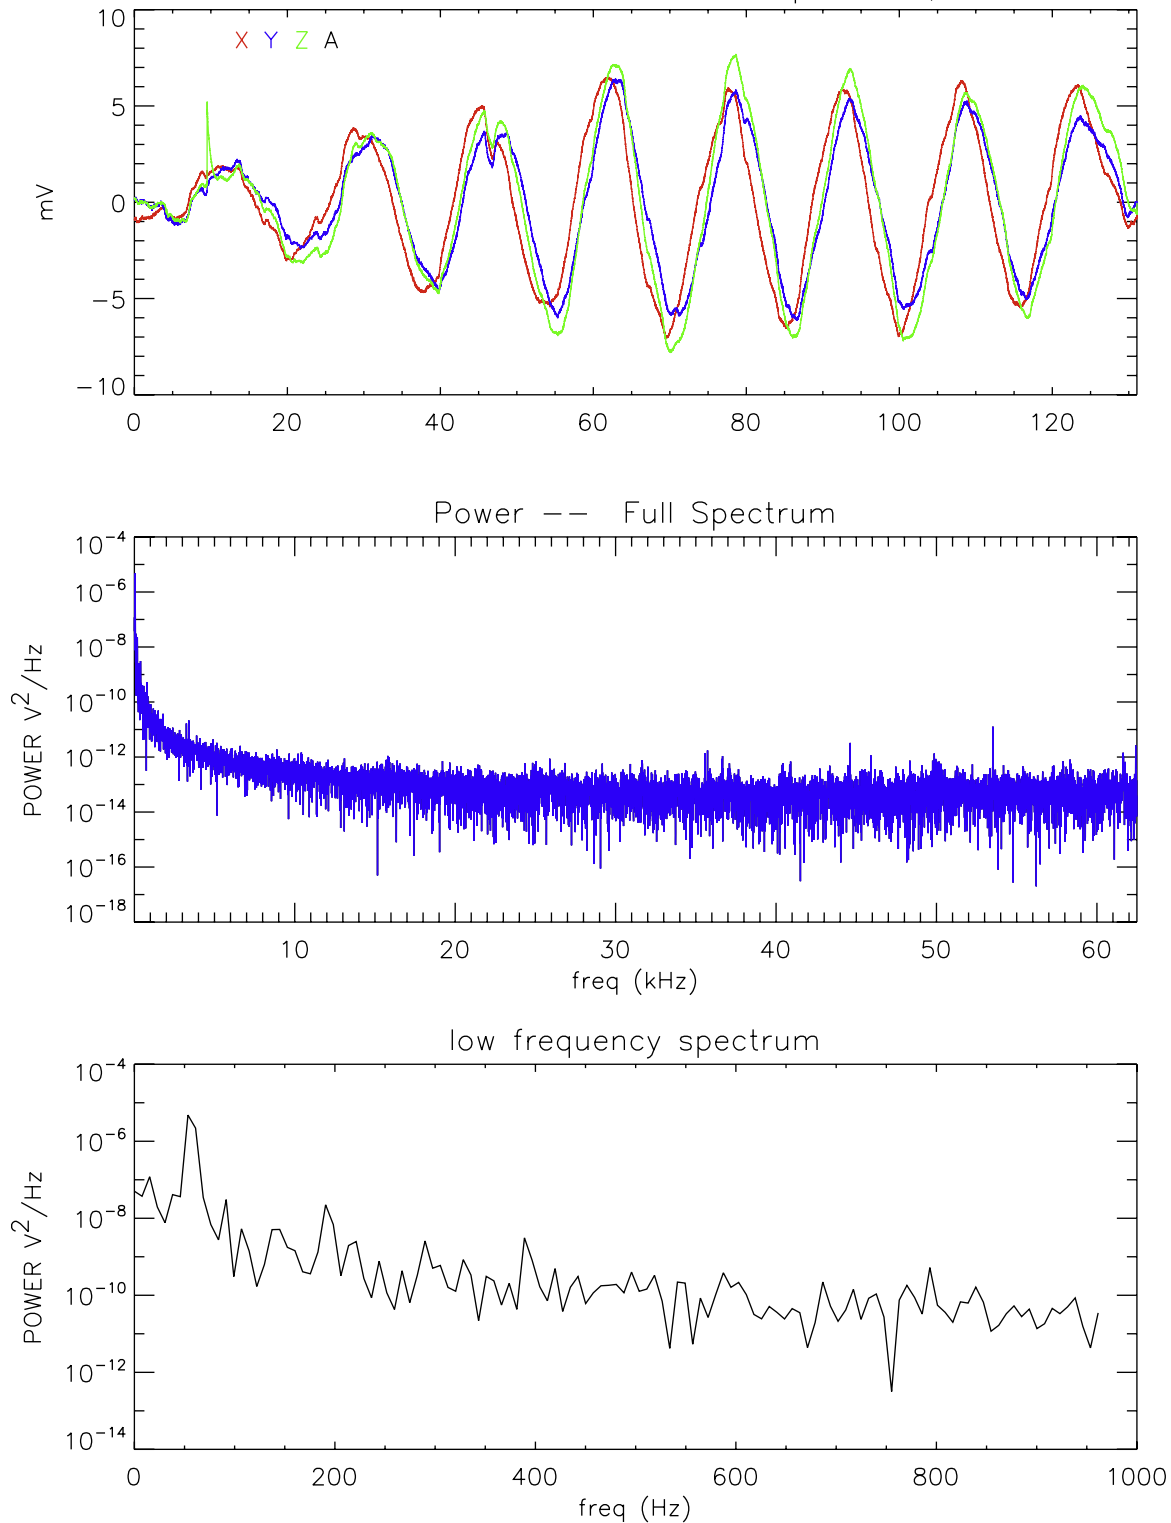 10
5
0
−5
−10
mV
X Y Z A
0 20 40 60 80 100 120
Power −− Full Spectrum
10⁻⁴
10⁻⁶
10⁻⁸
10⁻¹⁰
10⁻¹²
10⁻¹⁴
10⁻¹⁶
10⁻¹⁸
POWER V²/Hz
10 20 30 40 50 60
freq (kHz)
low frequency spectrum
10⁻⁴
10⁻⁶
10⁻⁸
10⁻¹⁰
10⁻¹²
10⁻¹⁴
POWER V²/Hz
0 200 400 600 800 1000
freq (Hz)